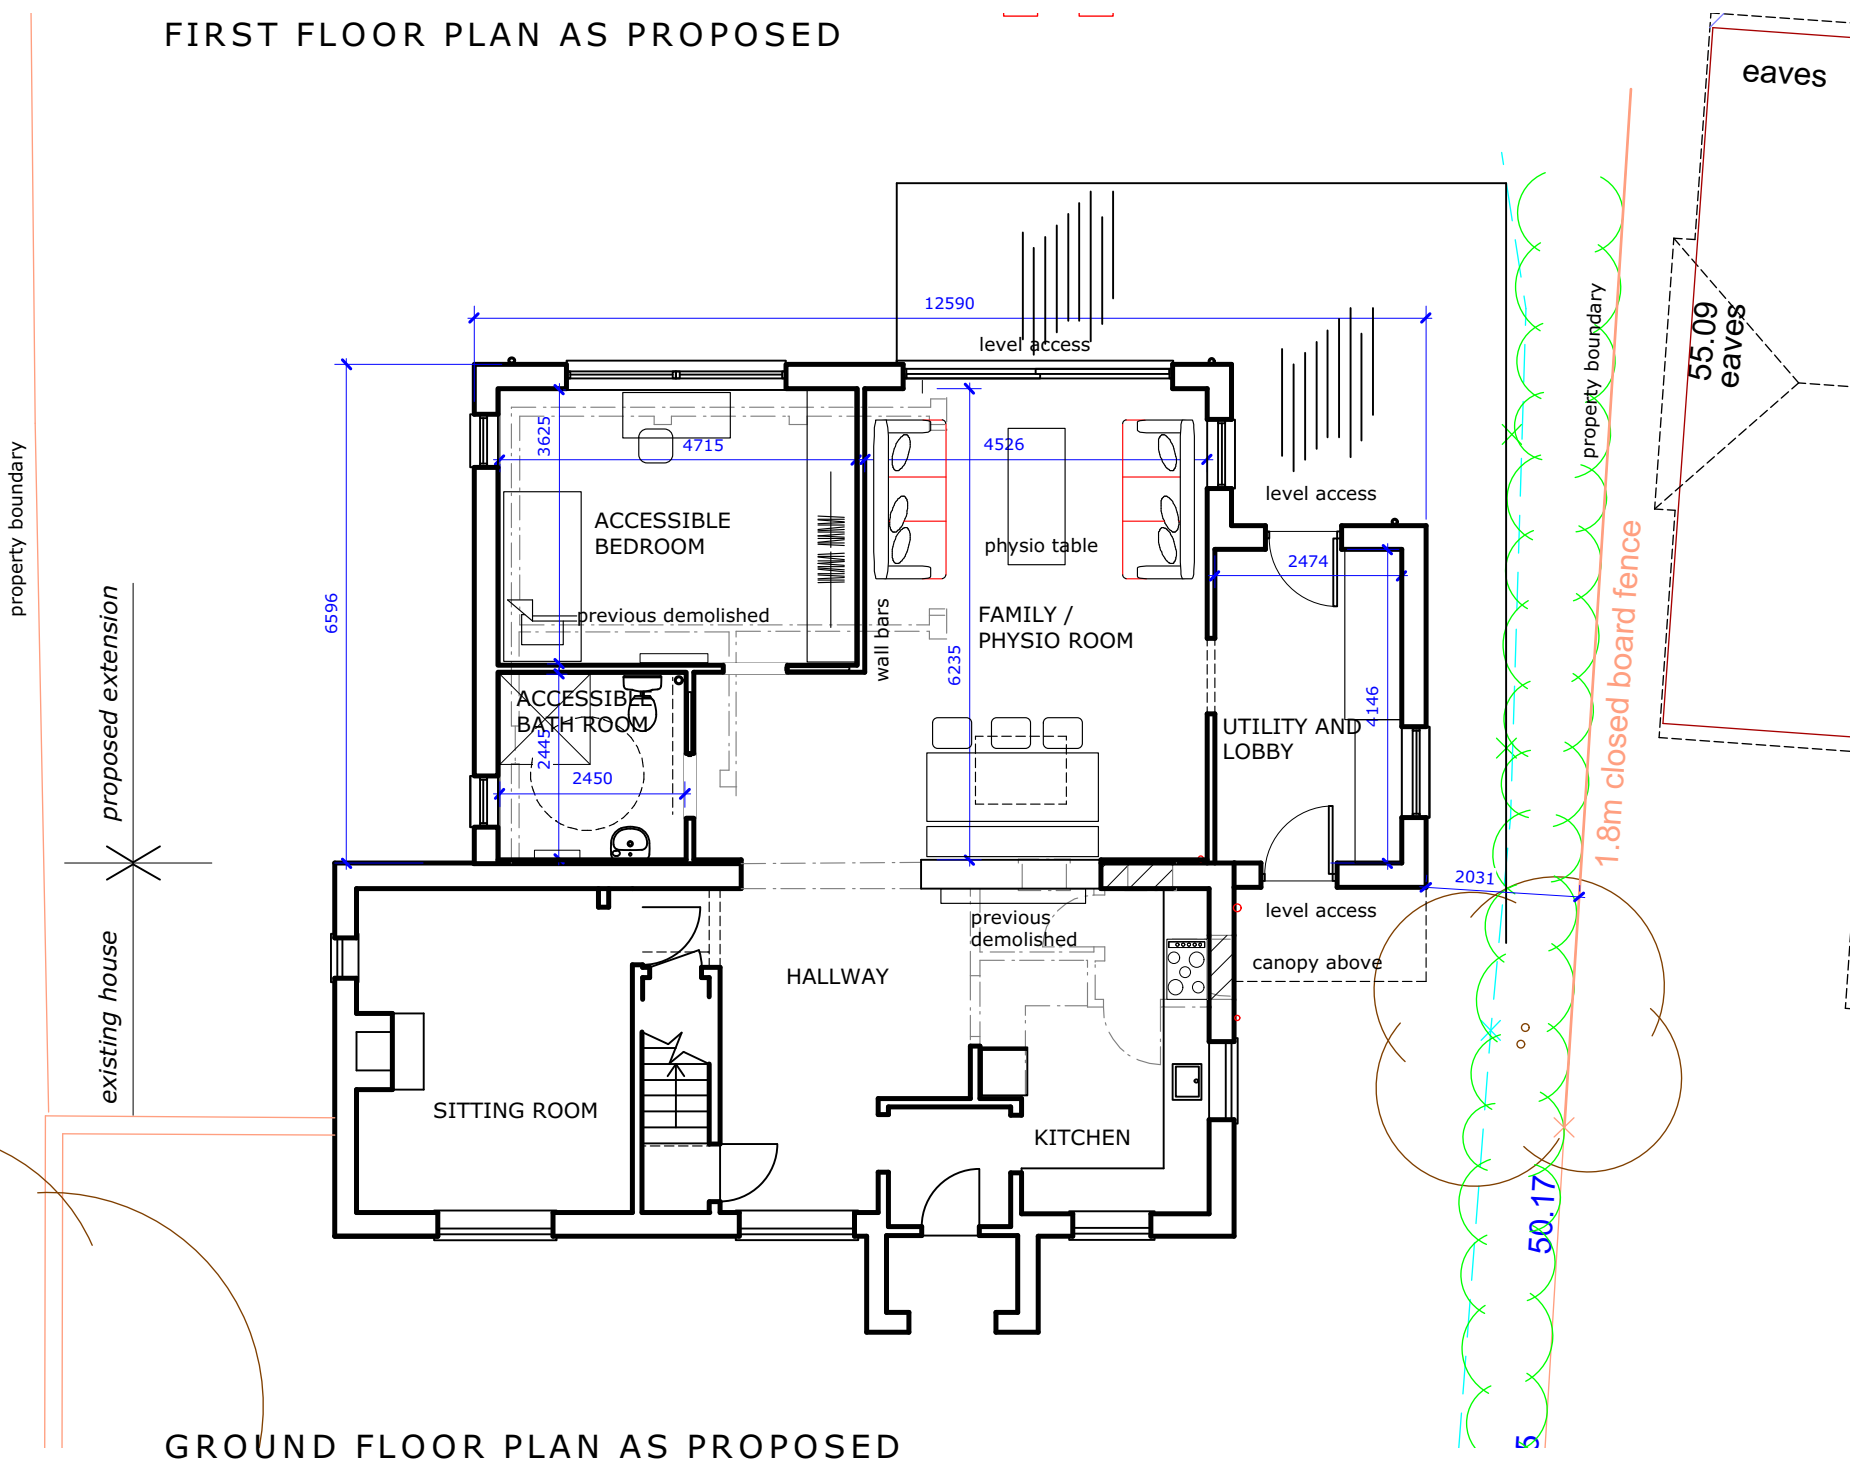 FIRST FLOOR PLAN AS PROPOSED
eaves
12590
level access
55.09
eaves
property boundary
property boundary
3625
4715
4526
level access
ACCESSIBLE
BEDROOM
physio table
2474
6596
proposed extension
previous demolished
wall bars
FAMILY /
PHYSIO ROOM
6235
1.8m closed board fence
ACCESSIBLE
BATH ROOM
2445
2450
4146
UTILITY AND
LOBBY
2031
level access
previous
demolished
canopy above
existing house
HALLWAY
SITTING ROOM
KITCHEN
50.17
5
GROUND FLOOR PLAN AS PROPOSED